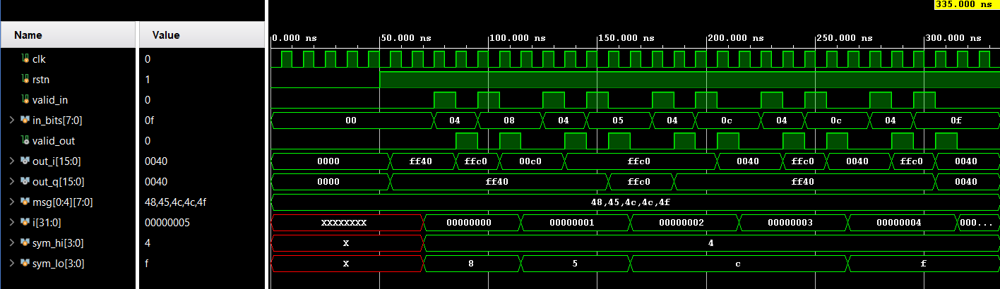 335.000 ns
Name Value 0.000 ns 50.000 ns 100.000 ns 150.000 ns 200.000 ns 250.000 ns 300.000 ns
clk 0
rstn 1
valid_in 0
in_bits[7:0] 0f 00 04 08 04 05 04 0c 04 0c 04 0f
valid_out 0
out_i[15:0] 0040 0000 ff40 ffc0 00c0 ffc0 0040 ffc0 0040 ffc0 0040
out_q[15:0] 0040 0000 ff40 ffc0 ff40 0040
msg[0:4][7:0] 48,45,4c,4c,4f 48,45,4c,4c,4f
i[31:0] 00000005 XXXXXXXX 00000000 00000001 00000002 00000003 00000004 000...
sym_hi[3:0] 4 X 4
sym_lo[3:0] f X 8 5 c f